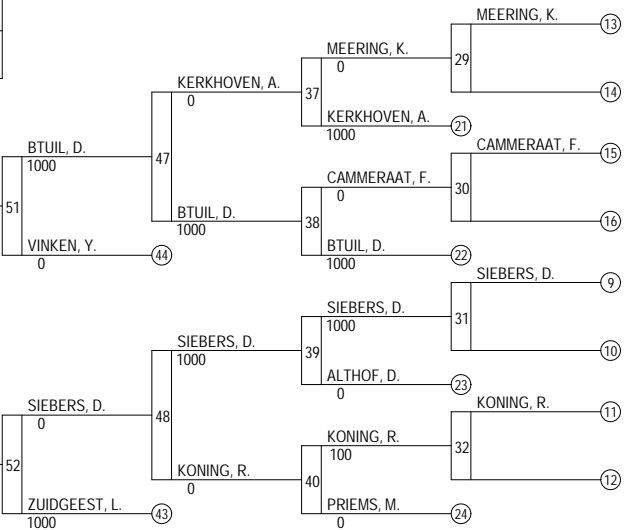 MEERING, K.
13
MEERING, K.
0
29
KERKHOVEN, A.
0
37
14
KERKHOVEN, A.
1000
21
BTUIL, D.
1000
47
CAMMERAAT, F.
15
CAMMERAAT, F.
0
30
51
BTUIL, D.
1000
38
16
VINKEN, Y.
0
44
BTUIL, D.
1000
22
SIEBERS, D.
9
SIEBERS, D.
1000
31
SIEBERS, D.
1000
39
10
ALTHOF, D.
0
23
SIEBERS, D.
0
48
KONING, R.
11
KONING, R.
100
32
52
KONING, R.
0
40
12
ZUIDGEEST, L.
1000
43
PRIEMS, M.
0
24